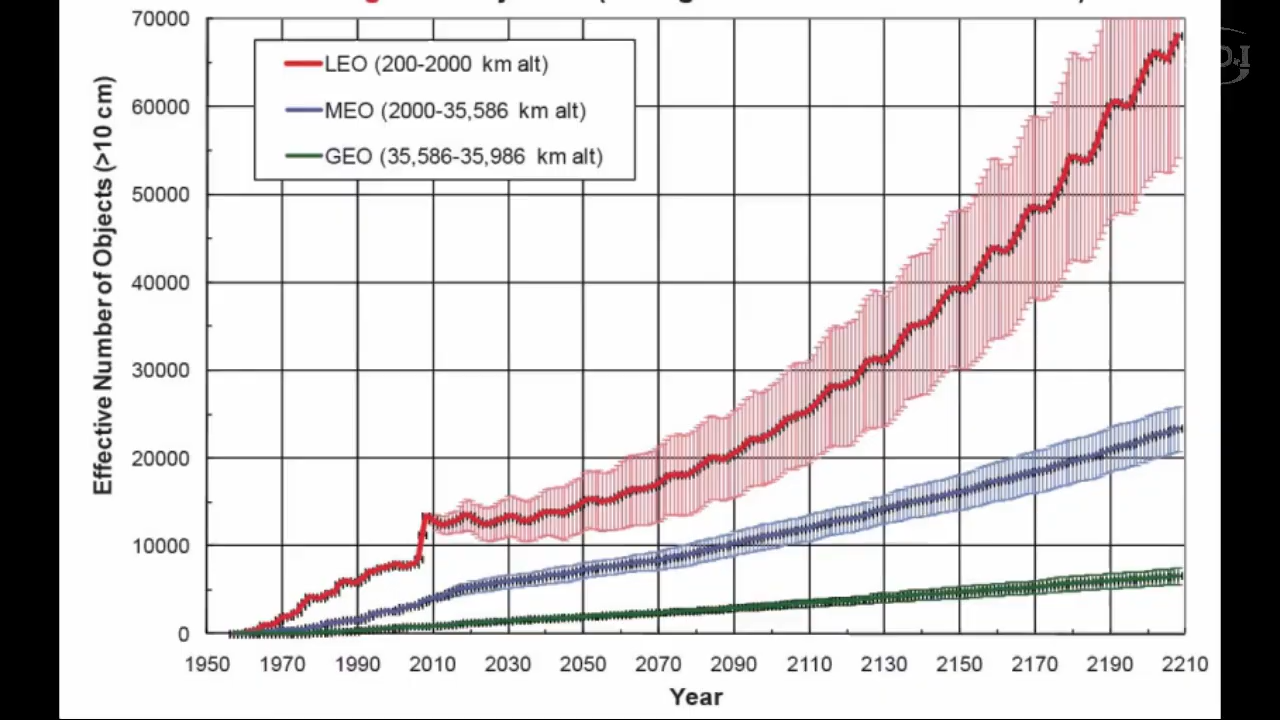 70000
60000
50000
40000
30000
20000
10000
0
Effective Number of Objects (>10 cm)
LEO (200-2000 km alt)
MEO (2000-35,586 km alt)
GEO (35,586-35,986 km alt)
1950 1970 1990 2010 2030 2050 2070 2090 2110 2130 2150 2170 2190 2210
Year